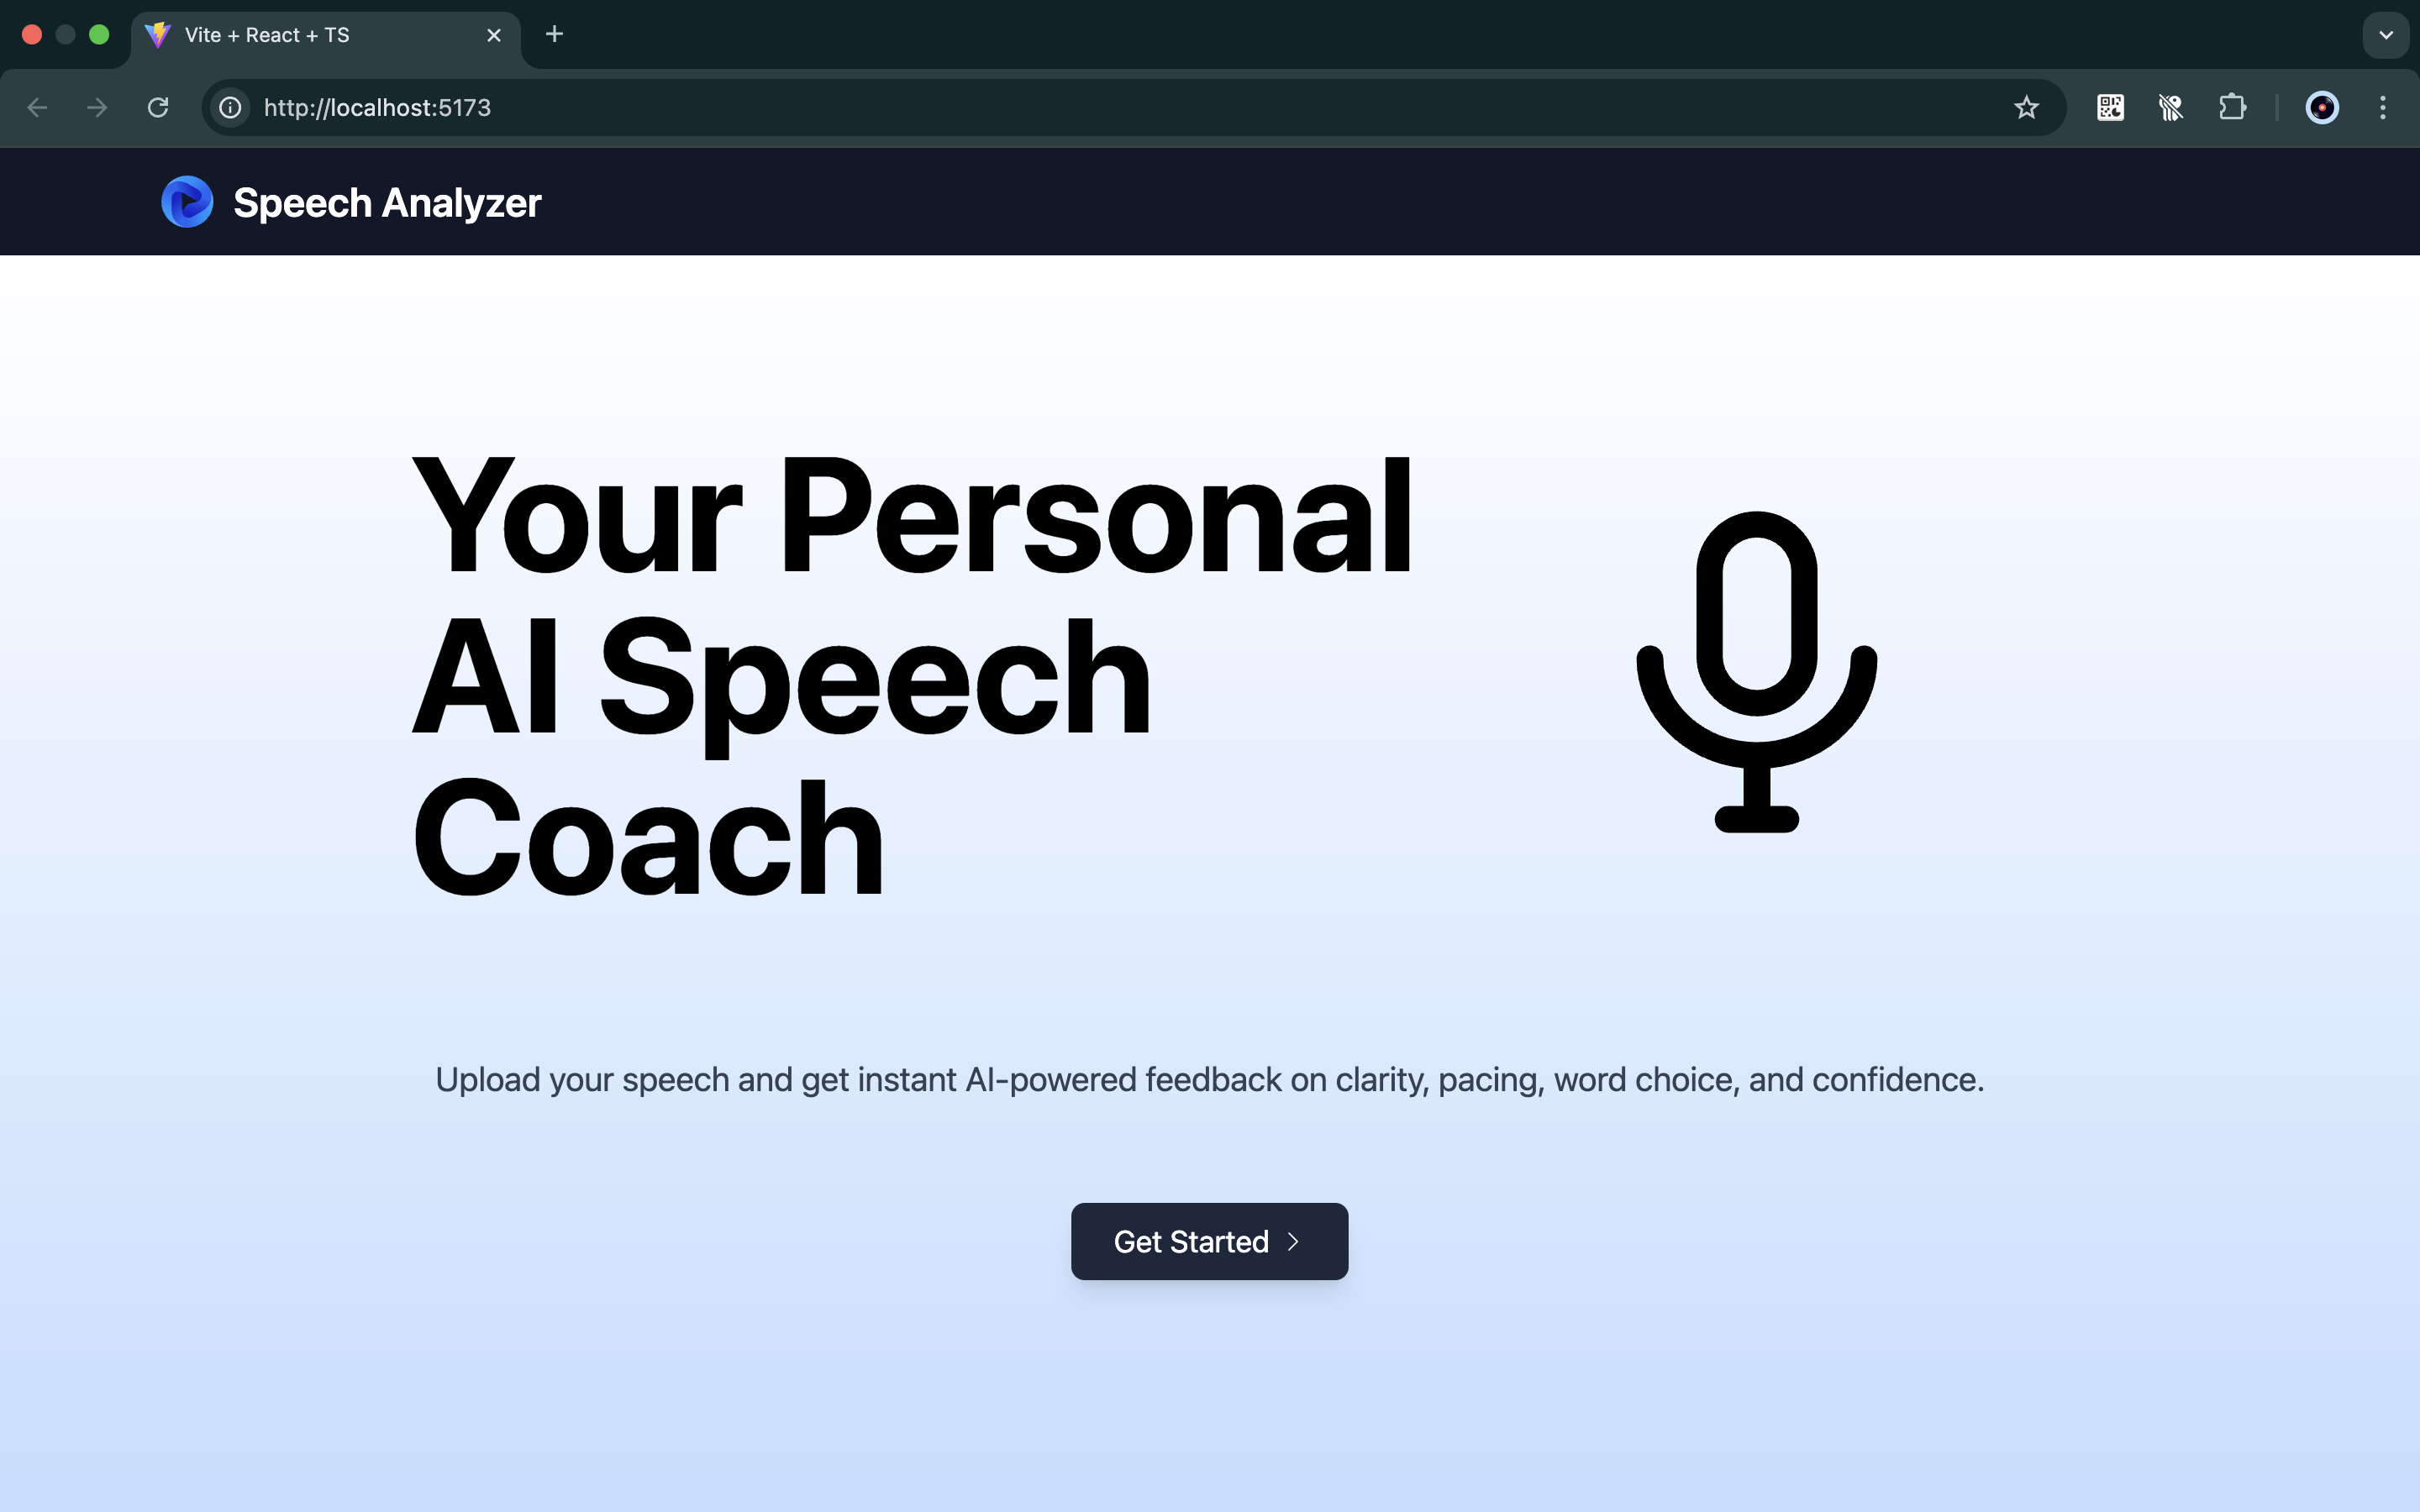 Vite + React + TS
http://localhost:5173
Speech Analyzer
Your Personal
AI Speech
Coach
Upload your speech and get instant AI-powered feedback on clarity, pacing, word choice, and confidence.
Get Started